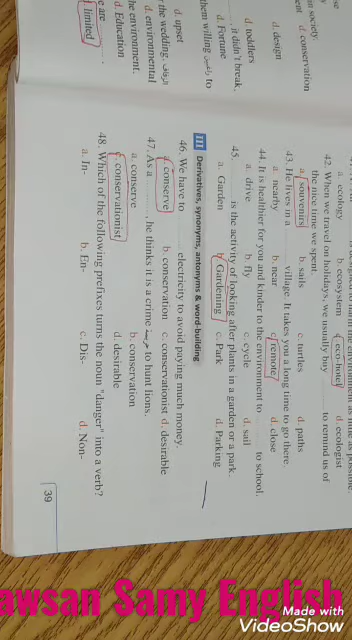 in society.
d. conservation
d. design
d. toddlers
, it didn't break.
d. Fortune
them willing to
d. upset
the wedding.
d. environmental
he environment.
d. Education
e are
d. limited
a. ecology b. ecosystem c. eco-hotel d. ecologist
42. When we travel on holidays, we usually buy to remind us of
the nice time we spent.
a. souvenirs b. sails c. turtles d. paths
43. He lives in a village. It takes you a long time to go there.
a. nearby b. near c. remote d. close
44. It is healthier for you and kinder to the environment to to school.
a. drive b. fly c. cycle d. sail
45. is the activity of looking after plants in a garden or a park.
a. Garden b. Gardening c. Park d. Parking
III Derivatives, synonyms, antonyms & word-building
46. We have to electricity to avoid paying much money.
a. conserve b. conservation c. conservationist d. desirable
47. As a , he thinks it is a crime to hunt lions.
a. conserve b. conservation
c. conservationist d. desirable
48. Which of the following prefixes turns the noun "danger" into a verb?
a. In- b. En- c. Dis- d. Non-
39
awsan Samy English
Made with
VideoShow